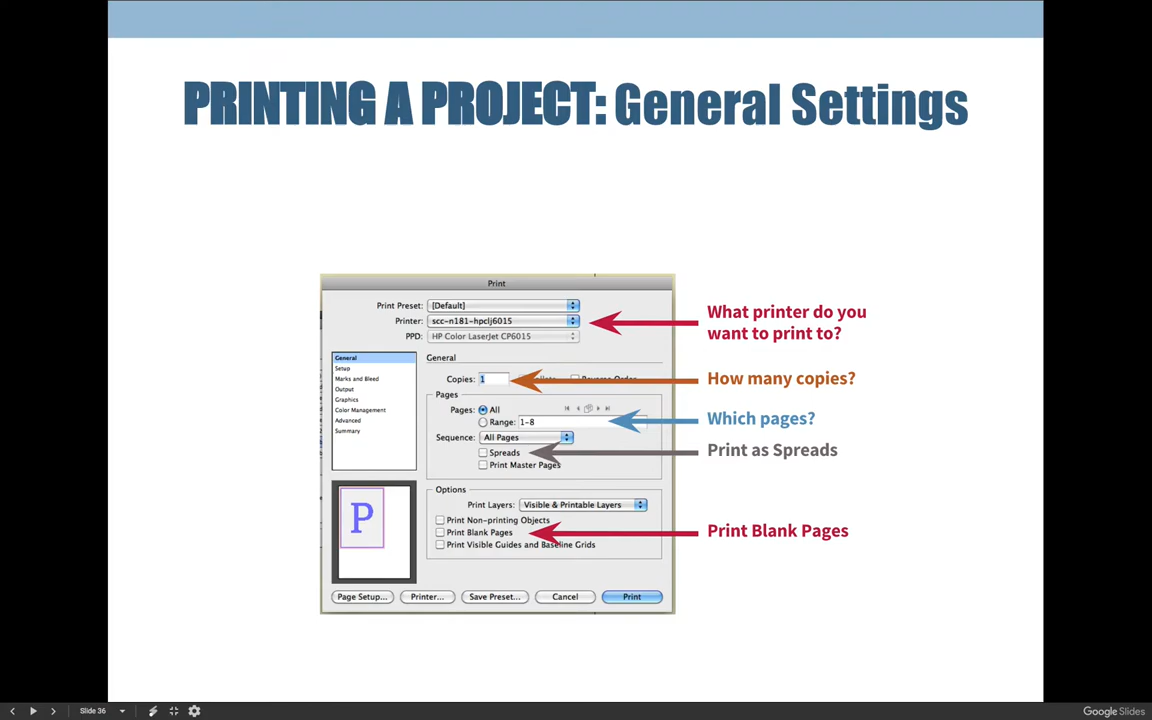 PRINTING A PROJECT: General Settings
Print
Print Preset: [Default]
Printer: scc-n181-hpclj6015
PPD: HP Color LaserJet CP6015
General
Setup
Marks and Bleed
Output
Graphics
Color Management
Advanced
Summary
P
General
Copies: 1
Reverse Order
Pages
Pages: All
Range: 1-8
Sequence: All Pages
Spreads
Print Master Pages
Options
Print Layers: Visible & Printable Layers
Print Non-printing Objects
Print Blank Pages
Print Visible Guides and Baseline Grids
Page Setup... Printer... Save Preset... Cancel Print
What printer do you
want to print to?
How many copies?
Which pages?
Print as Spreads
Print Blank Pages
Slide 36
Google Slides